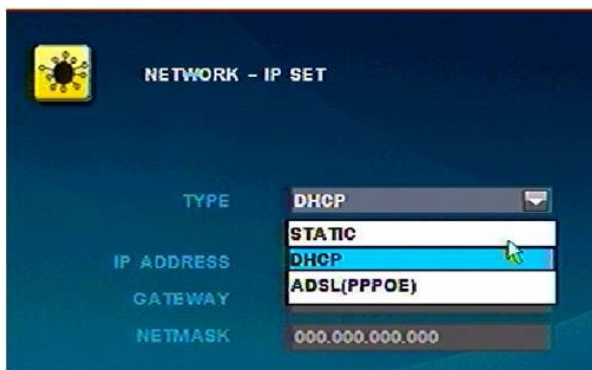 NETWORK - IP SET
TYPE DHCP
STATIC
IP ADDRESS DHCP
GATEWAY ADSL(PPPOE)
NETMASK 000.000.000.000